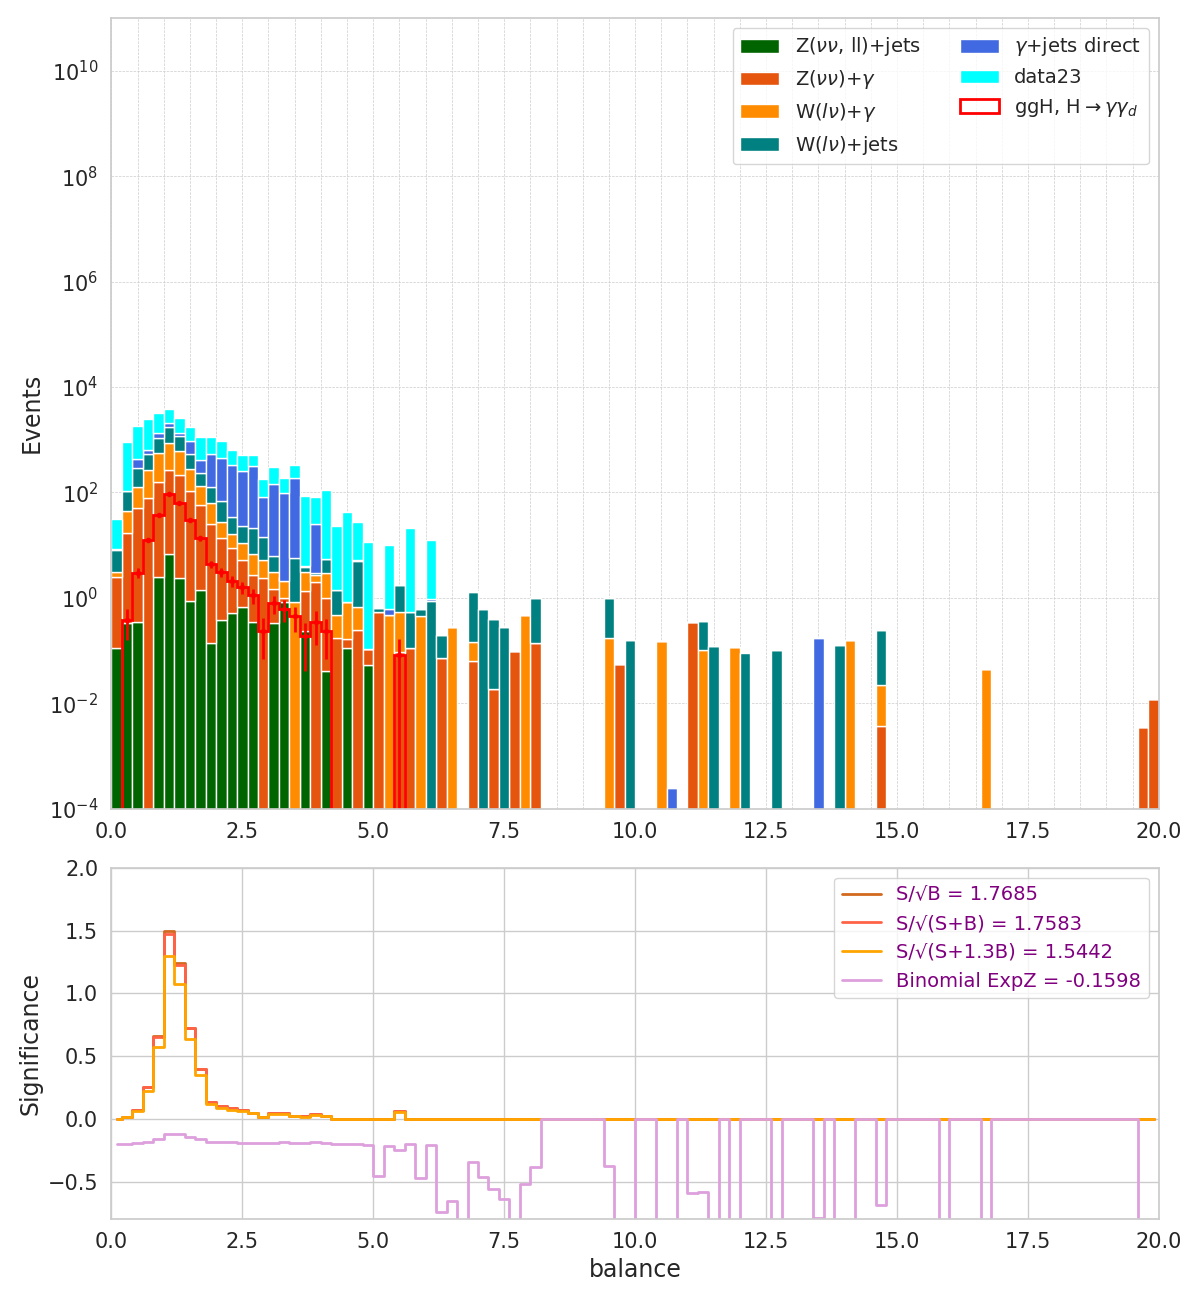 Z(νν, ll)+jets
Z(νν)+γ
W(lν)+γ
W(lν)+jets
γ+jets direct
data23
ggH, H→γγ_d
Events
10^10
10^8
10^6
10^4
10^2
10^0
10^−2
10^−4
0.0 2.5 5.0 7.5 10.0 12.5 15.0 17.5 20.0
S/√B = 1.7685
S/√(S+B) = 1.7583
S/√(S+1.3B) = 1.5442
Binomial ExpZ = -0.1598
Significance
2.0
1.5
1.0
0.5
0.0
−0.5
0.0 2.5 5.0 7.5 10.0 12.5 15.0 17.5 20.0
balance